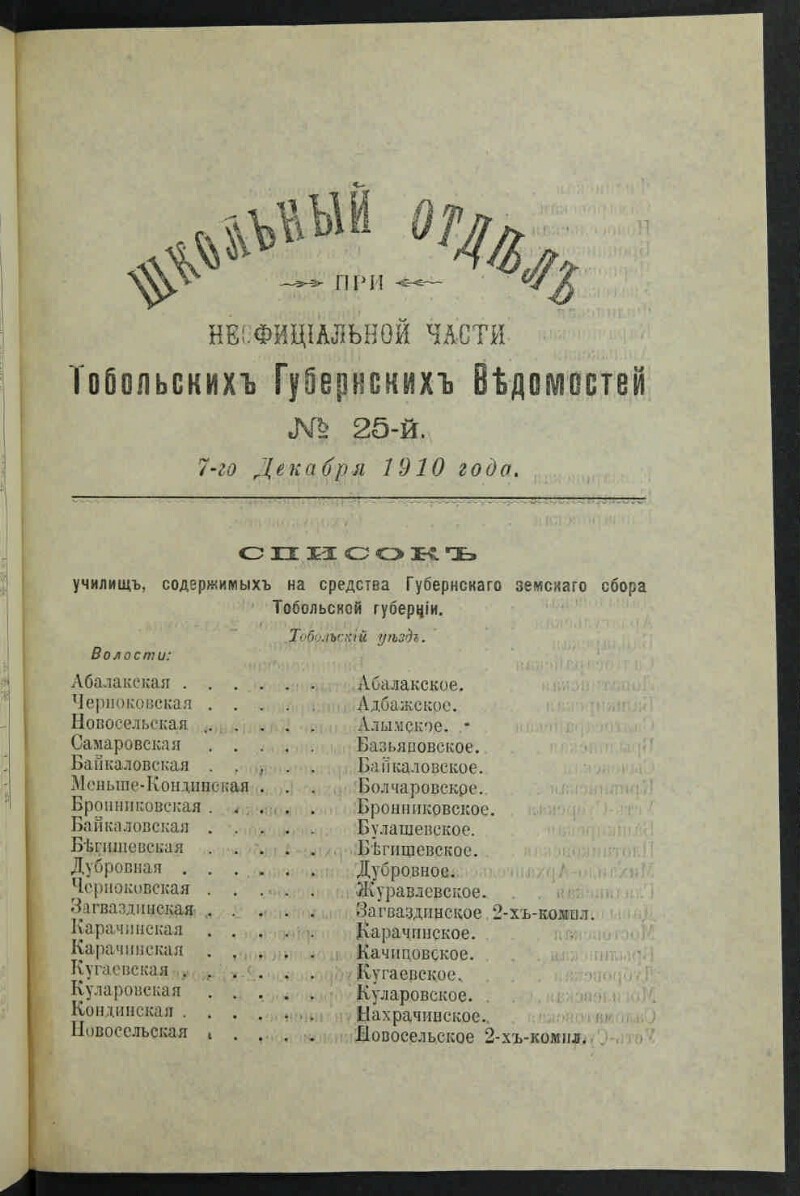 ШКОЛЬНЫЙ ОТДѢЛЪ
ПРИ
НЕОФИЦІАЛЬНОЙ ЧАСТИ
Тобольскихъ Губернскихъ Вѣдомостей
№ 25-й.
7-го Декабря 1910 года.
СПИСОКЪ
училищъ, содержимыхъ на средства Губернскаго земскаго сбора
Тобольской губерніи.
Тобольскій уѣздъ.
Волости:
Абалакская . . . . . . Абалакское.
Черноковская . . . . . Адбажское.
Новосельская . . . . . Алымское.
Самаровская . . . . . Базьяновское.
Байкаловская . . . . . Байкаловское.
Меньше-Кондинская . . . Болчаровское.
Бронниковская . . . . . Бронниковское.
Байкаловская . . . . . Булашевское.
Бѣгишевская . . . . . Бѣгишевское.
Дубровная . . . . . . Дубровное.
Черноковская . . . . . Журавлевское.
Загваздинская . . . . . Загваздинское 2-хъ-компл.
Карачинская . . . . . Карачинское.
Карачинская . . . . . Качиповское.
Кугаевская . . . . . . Кугаевское.
Куларовская . . . . . Куларовское.
Кондинская . . . . . . Нахрачинское.
Новосельская . . . . . Новосельское 2-хъ-компл.